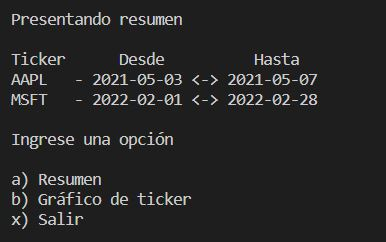 Presentando resumen
Ticker Desde Hasta
AAPL - 2021-05-03 <-> 2021-05-07
MSFT - 2022-02-01 <-> 2022-02-28
Ingrese una opción
a) Resumen
b) Gráfico de ticker
x) Salir